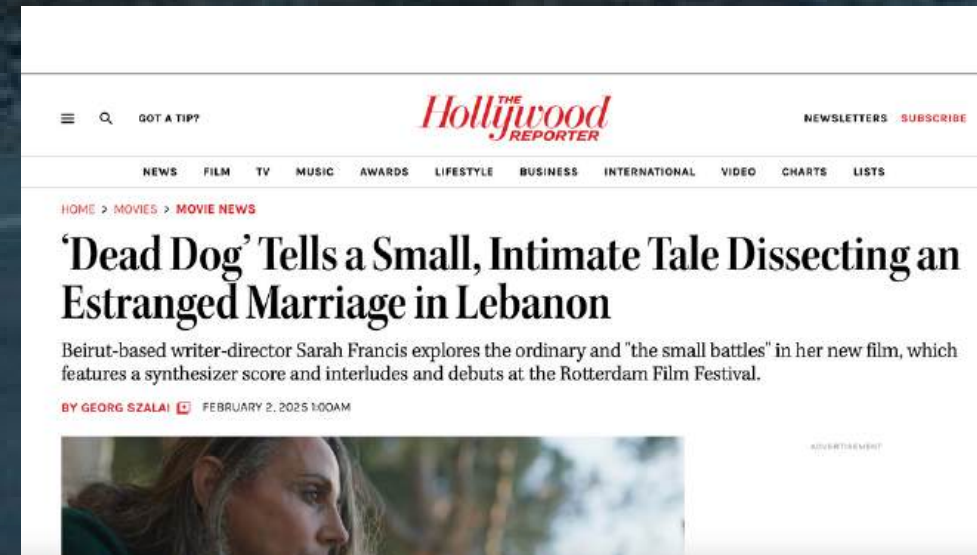 GOT A TIP?
THE
Hollywood
REPORTER
NEWSLETTERS SUBSCRIBE
NEWS FILM TV MUSIC AWARDS LIFESTYLE BUSINESS INTERNATIONAL VIDEO CHARTS LISTS
HOME > MOVIES > MOVIE NEWS
‘Dead Dog’ Tells a Small, Intimate Tale Dissecting an
Estranged Marriage in Lebanon
Beirut-based writer-director Sarah Francis explores the ordinary and "the small battles" in her new film, which
features a synthesizer score and interludes and debuts at the Rotterdam Film Festival.
BY GEORG SZALAI FEBRUARY 2, 2025 1:00AM
ADVERTISEMENT